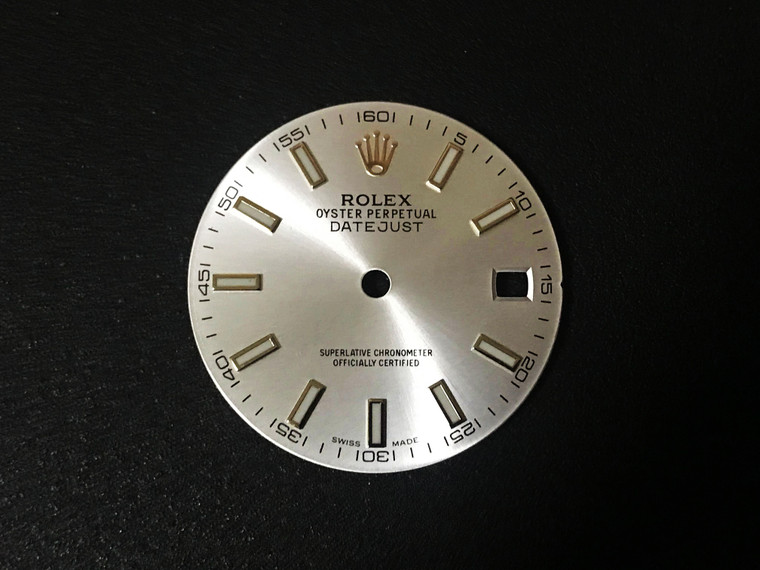 60
5
10
15
20
25
30
35
40
45
50
55
ROLEX
OYSTER PERPETUAL
DATEJUST
SUPERLATIVE CHRONOMETER
OFFICIALLY CERTIFIED
SWISS MADE